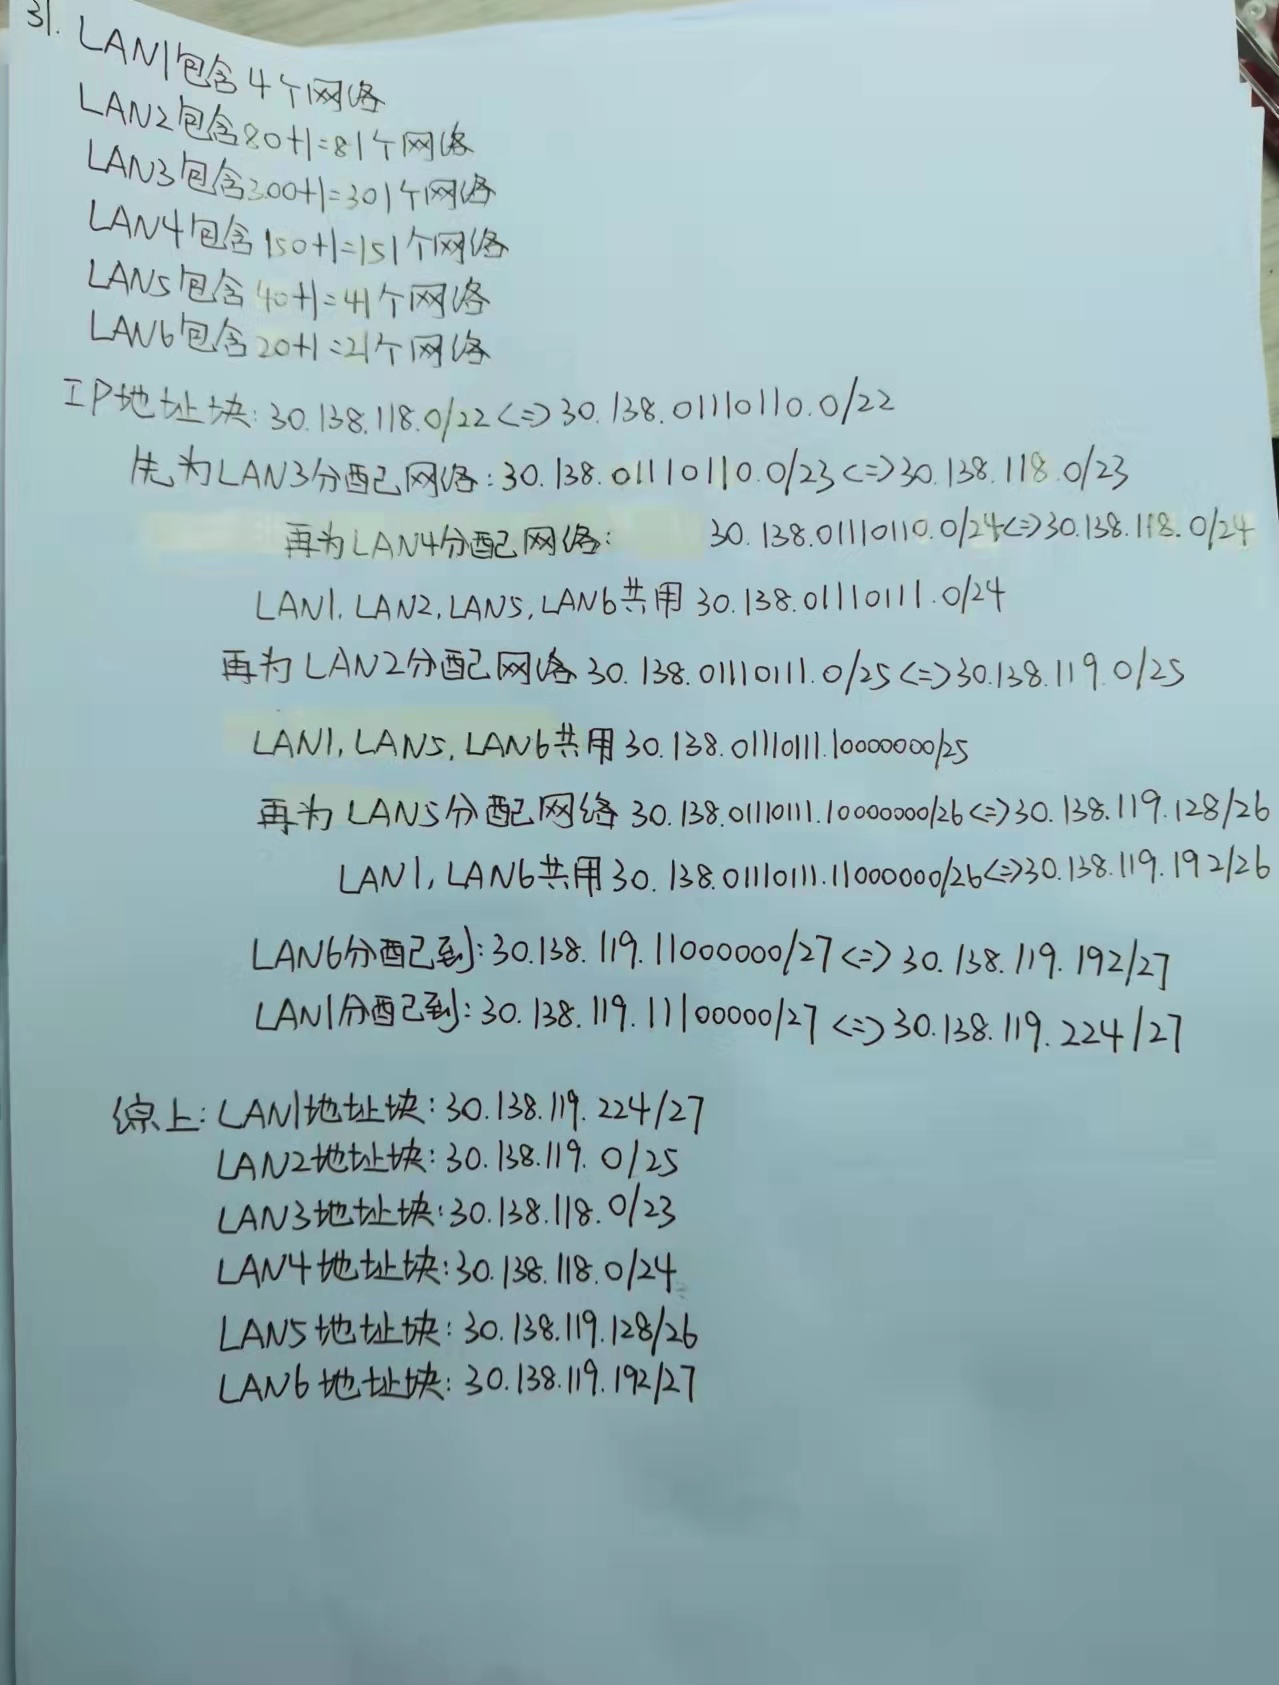 31. LAN1包含4个网络
LAN2包含80+1=81个网络
LAN3包含300+1=301个网络
LAN4包含150+1=151个网络
LAN5包含40+1=41个网络
LAN6包含20+1=21个网络
IP地址块:30.138.118.0/22<=>30.138.01110110.0/22
先为LAN3分配网络:30.138.01110110.0/23<=>30.138.118.0/23
再为LAN4分配网络: 30.138.01110110.0/24<=>30.138.118.0/24
LAN1.LAN2,LAN5,LAN6共用30.138.01110111.0/24
再为LAN2分配网络30.138.01110111.0/25<=>30.138.119.0/25
LAN1,LAN5,LAN6共用30.138.01110111.10000000/25
再为LAN5分配网络30.138.01110111.10000000/26<=>30.138.119.128/26
LAN1,LAN6共用30.138.01110111.11000000/26<=>30.138.119.192/26
LAN6分配到:30.138.119.11000000/27<=>30.138.119.192/27
LAN1分配到:30.138.119.11100000/27<=>30.138.119.224/27
综上:LAN1地址块:30.138.119.224/27
LAN2地址块:30.138.119.0/25
LAN3地址块:30.138.118.0/23
LAN4地址块:30.138.118.0/24
LAN5地址块:30.138.119.128/26
LAN6地址块:30.138.119.192/27